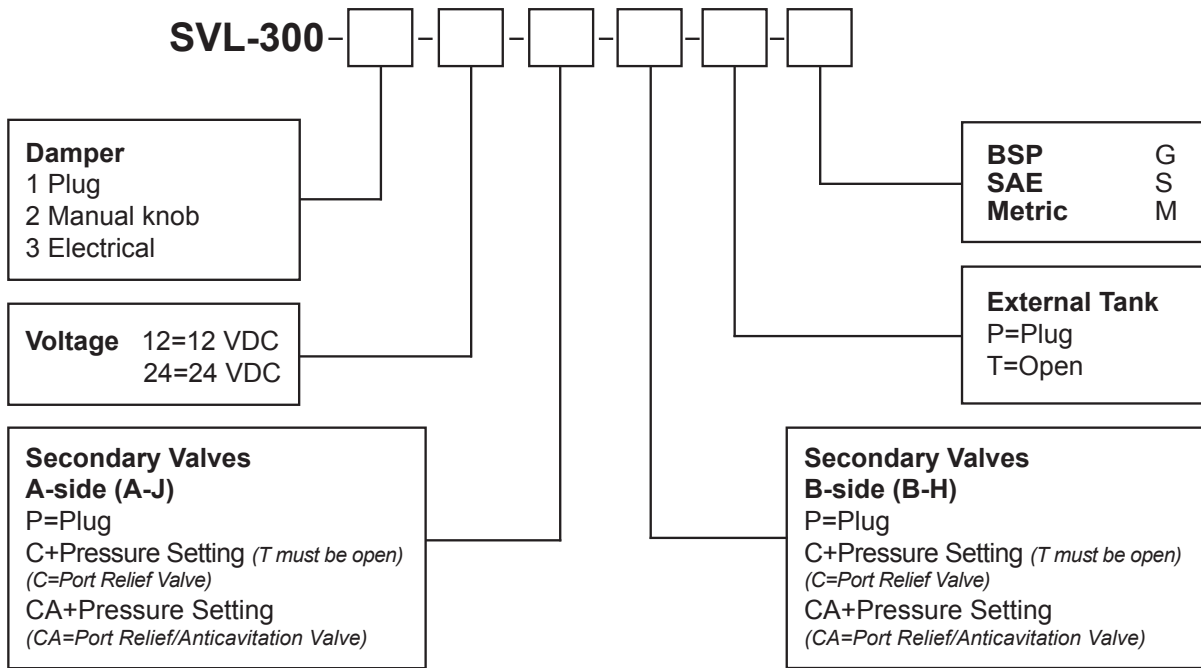 SVL-300- - - - - -
Damper
1 Plug
2 Manual knob
3 Electrical
Voltage 12=12 VDC
24=24 VDC
Secondary Valves
A-side (A-J)
P=Plug
C+Pressure Setting (T must be open)
(C=Port Relief Valve)
CA+Pressure Setting
(CA=Port Relief/Anticavitation Valve)
BSP G
SAE S
Metric M
External Tank
P=Plug
T=Open
Secondary Valves
B-side (B-H)
P=Plug
C+Pressure Setting (T must be open)
(C=Port Relief Valve)
CA+Pressure Setting
(CA=Port Relief/Anticavitation Valve)